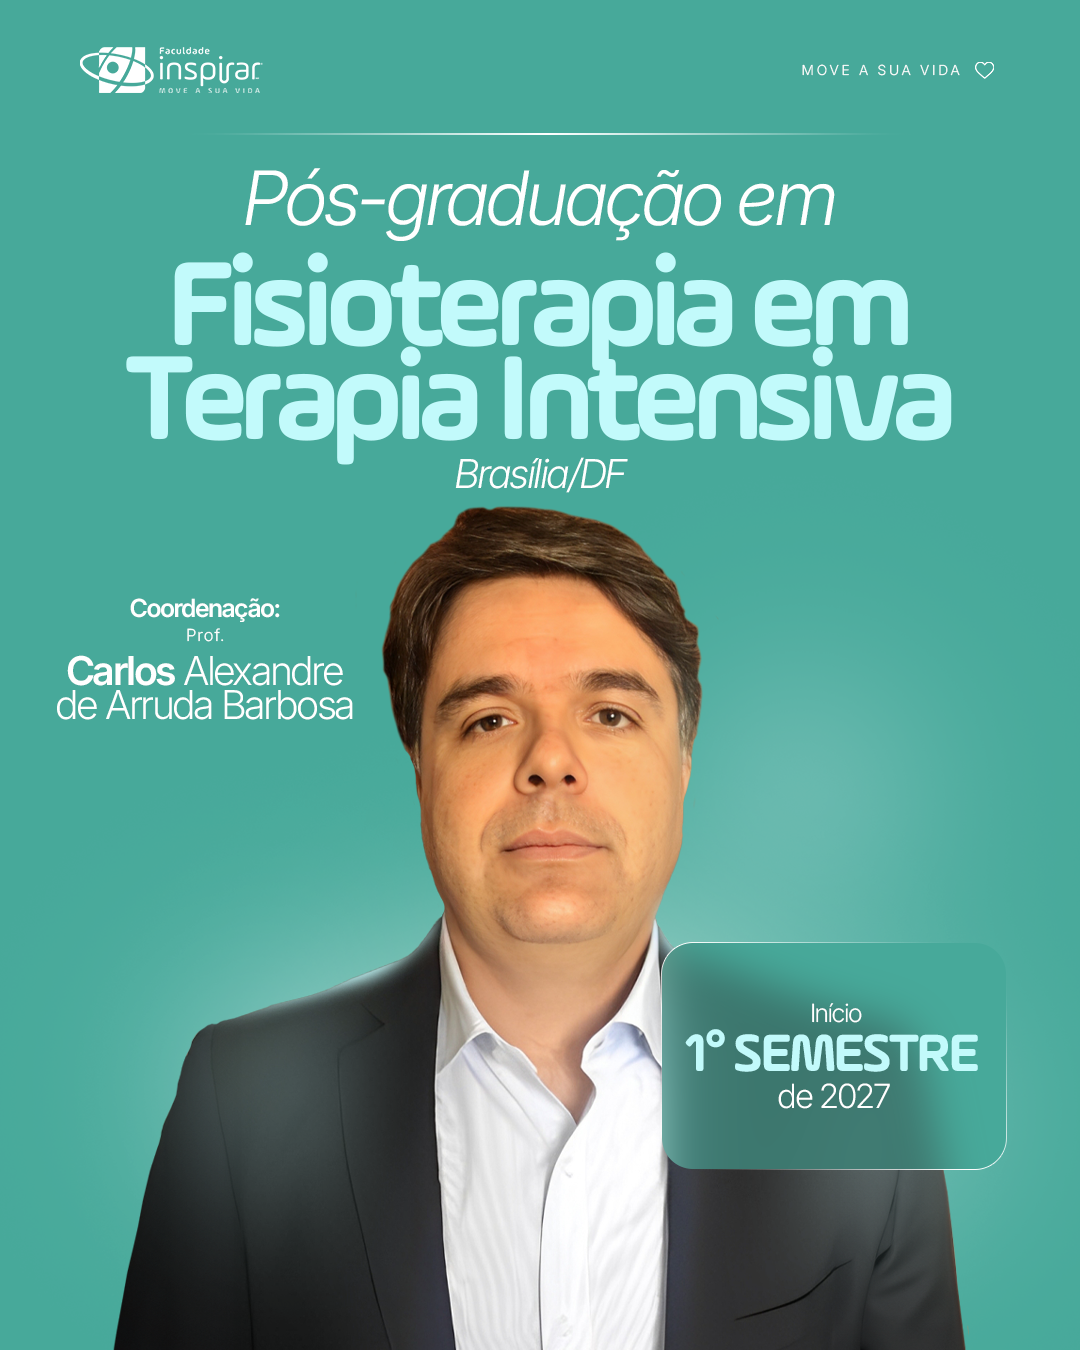 Faculdade
inspirar
MOVE A SUA VIDA
MOVE A SUA VIDA
Pós-graduação em
Fisioterapia em
Terapia Intensiva
Brasília/DF
Coordenação:
Prof.
Carlos Alexandre
de Arruda Barbosa
Início
1º SEMESTRE
de 2027